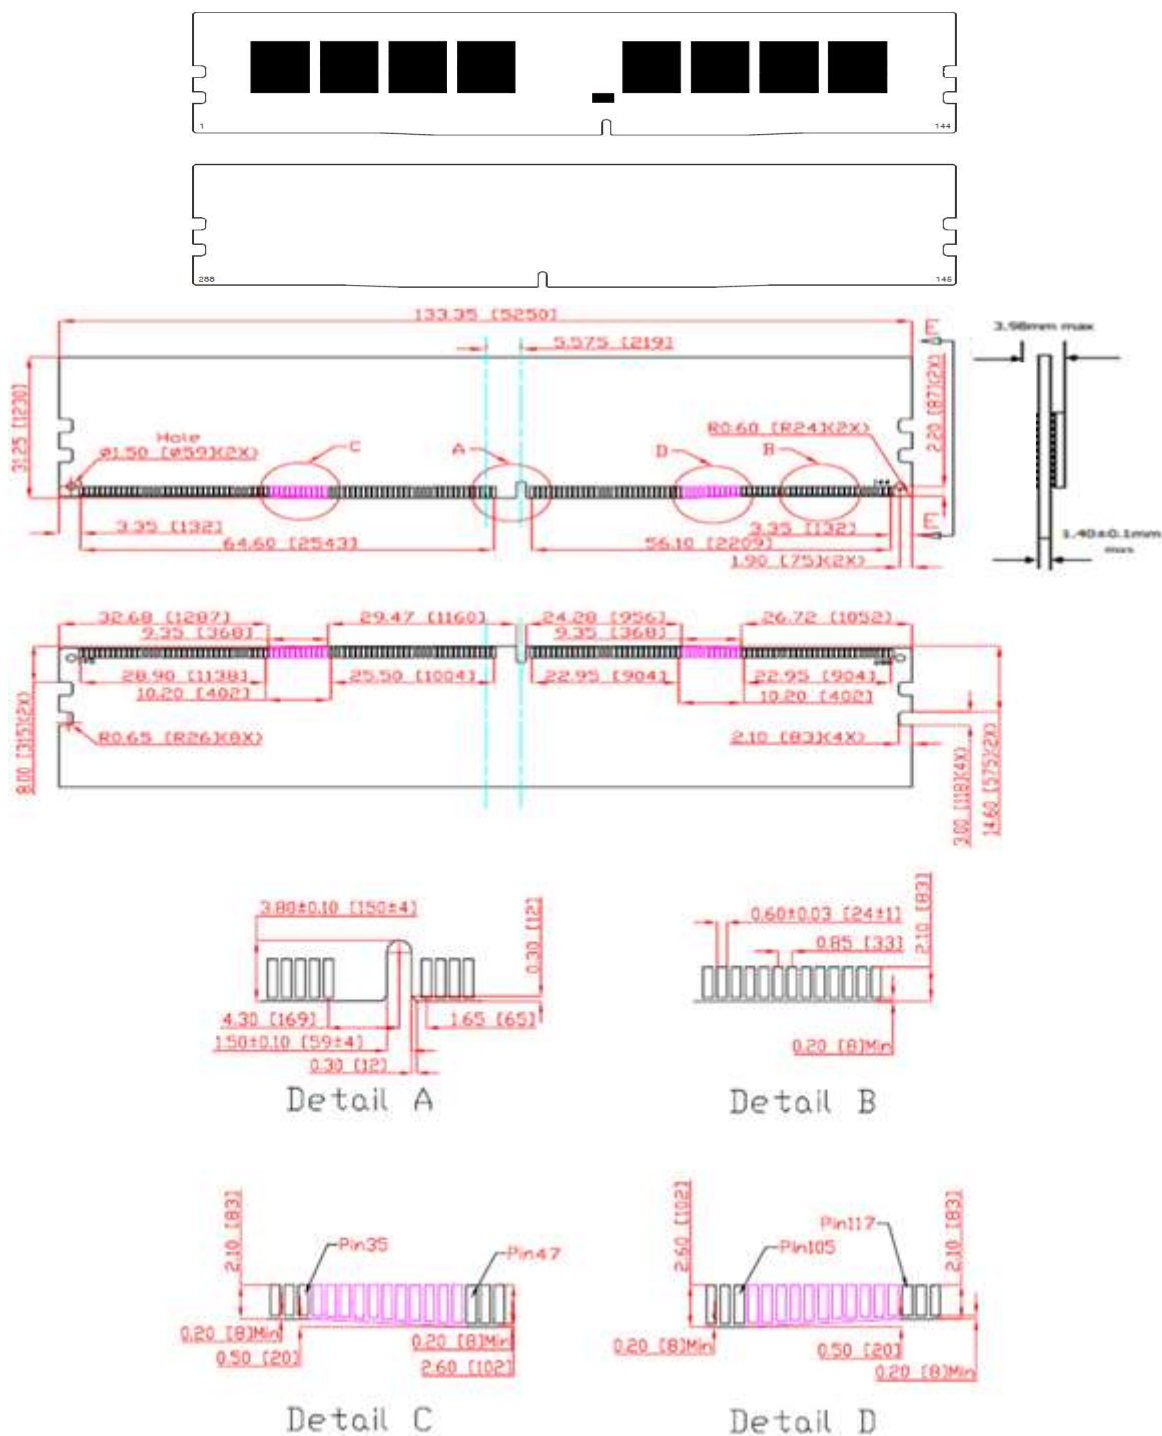 1
144
288
145
133.35 [5250]
5.575 [219]
3.98mm max
31.25 [1230]
Hole
Ø1.50 [Ø59](2X)
C
A
D
B
R0.60 [R24](2X)
2.20 [87](2X)
E
144
E
3.35 [132]
64.60 [2543]
56.10 [2209]
3.35 [132]
1.90 [75](2X)
1.40±0.1mm
max
32.68 [1287]
29.47 [1160]
24.28 [956]
26.72 [1052]
9.35 [368]
9.35 [368]
28.90 [1138]
25.50 [1004]
22.95 [904]
22.95 [904]
10.20 [402]
10.20 [402]
8.00 [315](2X)
R0.65 [R26](8X)
2.10 [83](4X)
3.00 [118](4X)
14.60 [575](2X)
3.80±0.10 [150±4]
0.30 [12]
4.30 [169]
1.65 [65]
1.50±0.10 [59±4]
0.30 [12]
Detail A
0.60±0.03 [24±1]
0.85 [33]
2.10 [83]
0.20 [8]Min
Detail B
2.10 [83]
Pin35
Pin47
0.20 [8]Min
0.50 [20]
0.20 [8]Min
2.60 [102]
Detail C
2.60 [102]
Pin105
Pin117
2.10 [83]
0.20 [8]Min
0.50 [20]
0.20 [8]Min
Detail D